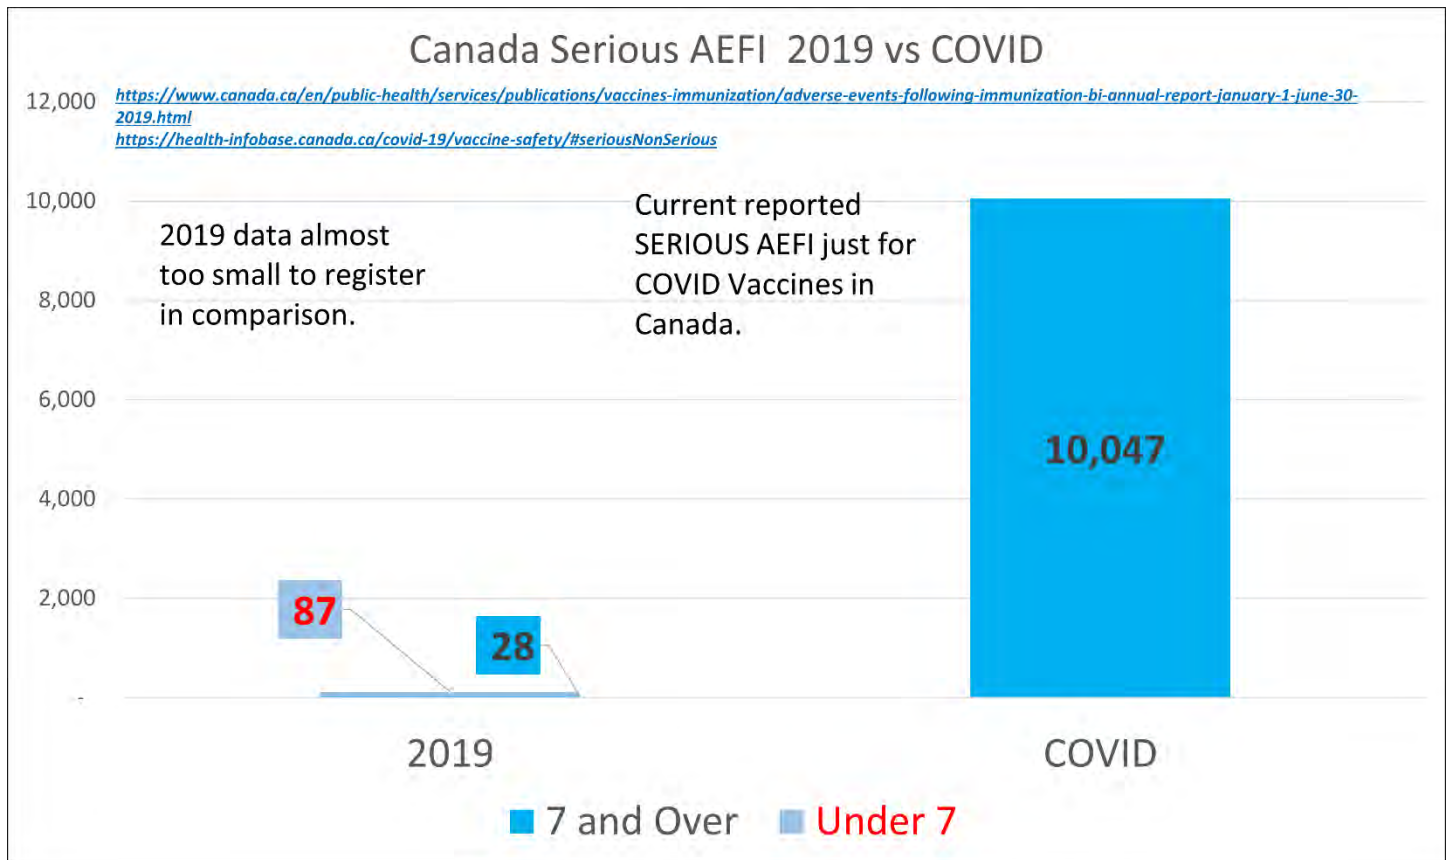 Canada Serious AEFI  2019 vs COVID
https://www.canada.ca/en/public-health/services/publications/vaccines-immunization/adverse-events-following-immunization-bi-annual-report-january-1-june-30-
2019.html
https://health-infobase.canada.ca/covid-19/vaccine-safety/#seriousNonSerious
12,000
10,000
8,000
6,000
4,000
2,000
-
2019 data almost
too small to register
in comparison.
Current reported
SERIOUS AEFI just for
COVID Vaccines in
Canada.
87
28
10,047
2019
COVID
7 and Over
Under 7